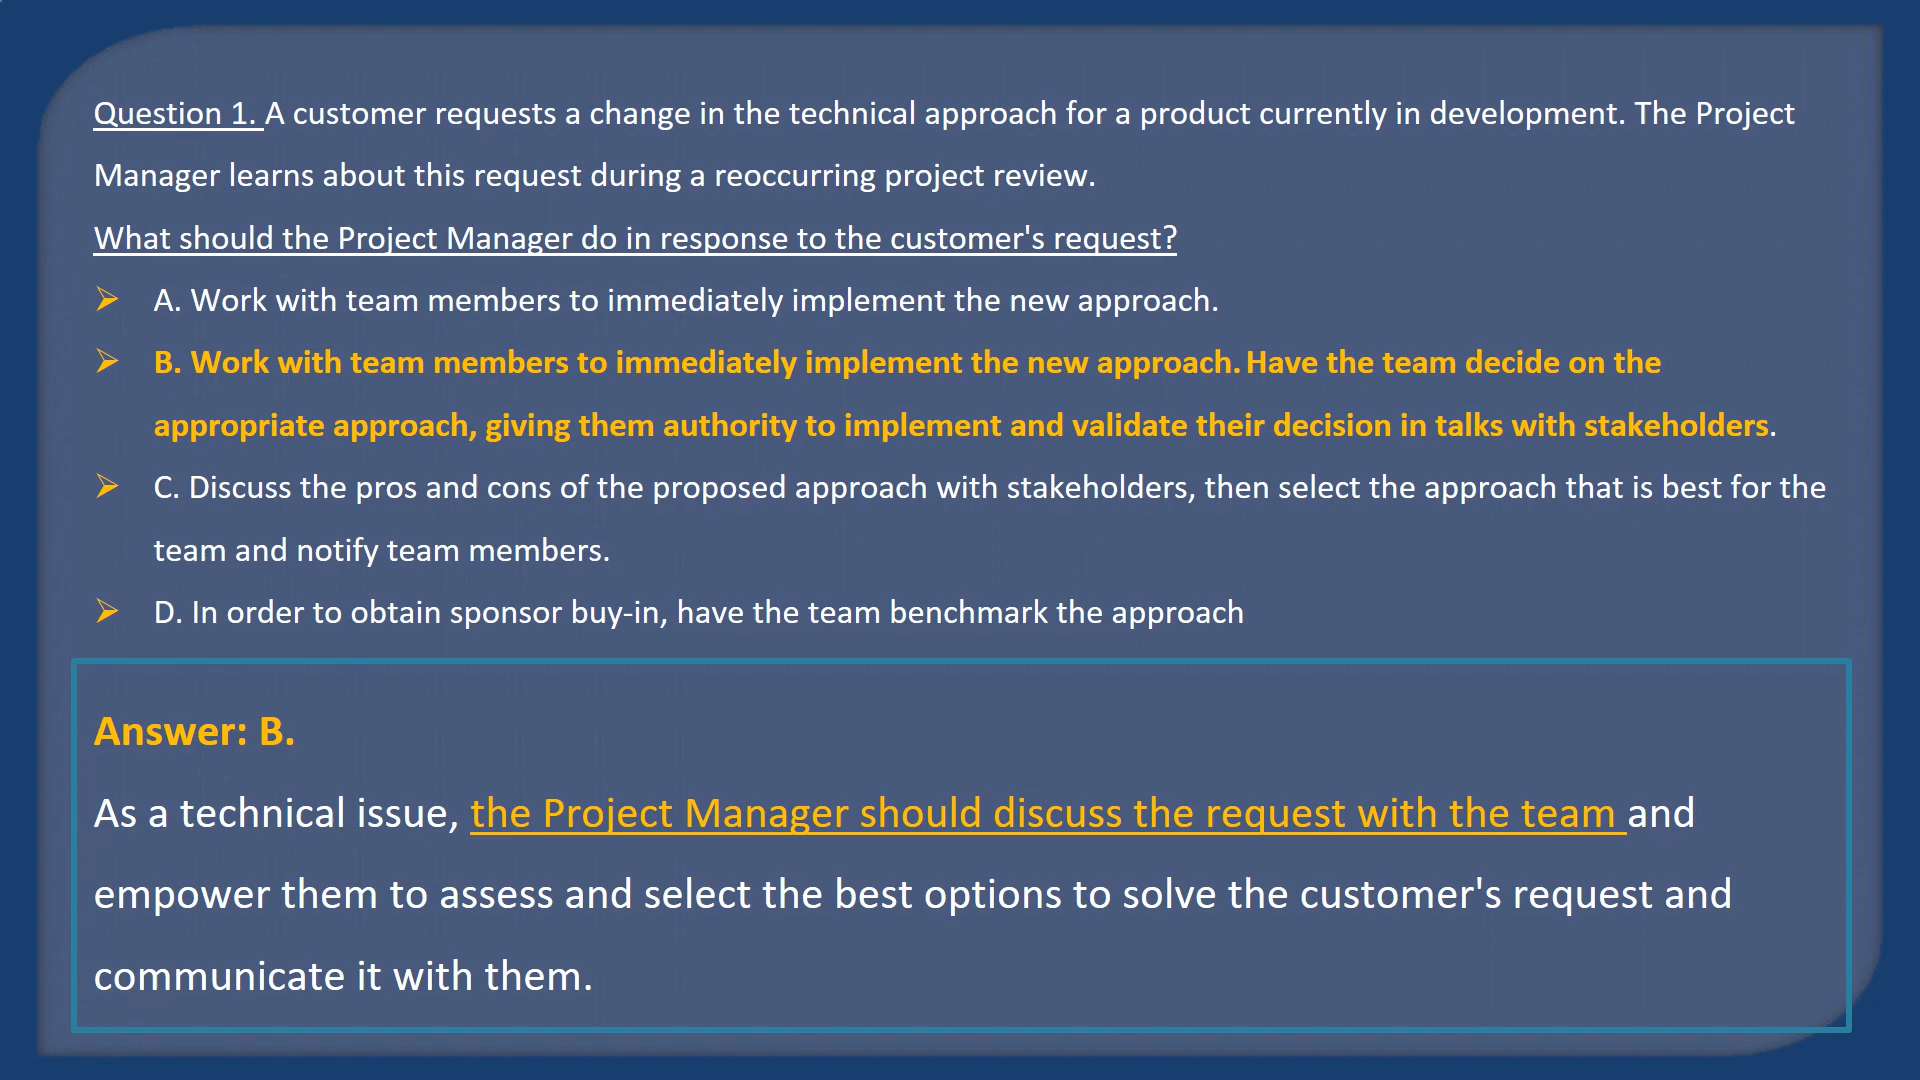 Question 1. A customer requests a change in the technical approach for a product currently in development. The Project
Manager learns about this request during a reoccurring project review.
What should the Project Manager do in response to the customer's request?
A. Work with team members to immediately implement the new approach.
B. Work with team members to immediately implement the new approach. Have the team decide on the
appropriate approach, giving them authority to implement and validate their decision in talks with stakeholders.
C. Discuss the pros and cons of the proposed approach with stakeholders, then select the approach that is best for the
team and notify team members.
D. In order to obtain sponsor buy-in, have the team benchmark the approach
Answer: B.
As a technical issue, the Project Manager should discuss the request with the team and
empower them to assess and select the best options to solve the customer's request and
communicate it with them.